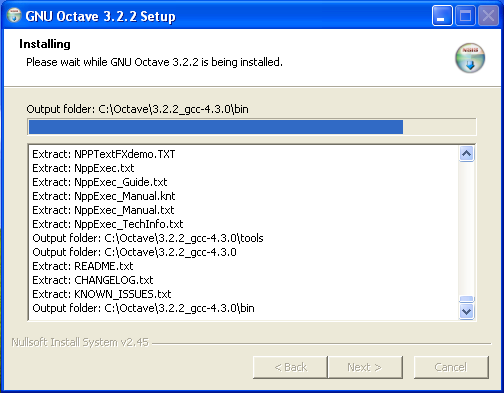 GNU Octave 3.2.2 Setup
Installing
Please wait while GNU Octave 3.2.2 is being installed.
Output folder: C:\Octave\3.2.2_gcc-4.3.0\bin
Extract: NPPTextFXdemo.TXT
Extract: NppExec.txt
Extract: NppExec_Guide.txt
Extract: NppExec_Manual.knt
Extract: NppExec_Manual.txt
Extract: NppExec_TechInfo.txt
Output folder: C:\Octave\3.2.2_gcc-4.3.0\tools
Output folder: C:\Octave\3.2.2_gcc-4.3.0
Extract: README.txt
Extract: CHANGELOG.txt
Extract: KNOWN_ISSUES.txt
Output folder: C:\Octave\3.2.2_gcc-4.3.0\bin
Nullsoft Install System v2.45
< Back
Next >
Cancel